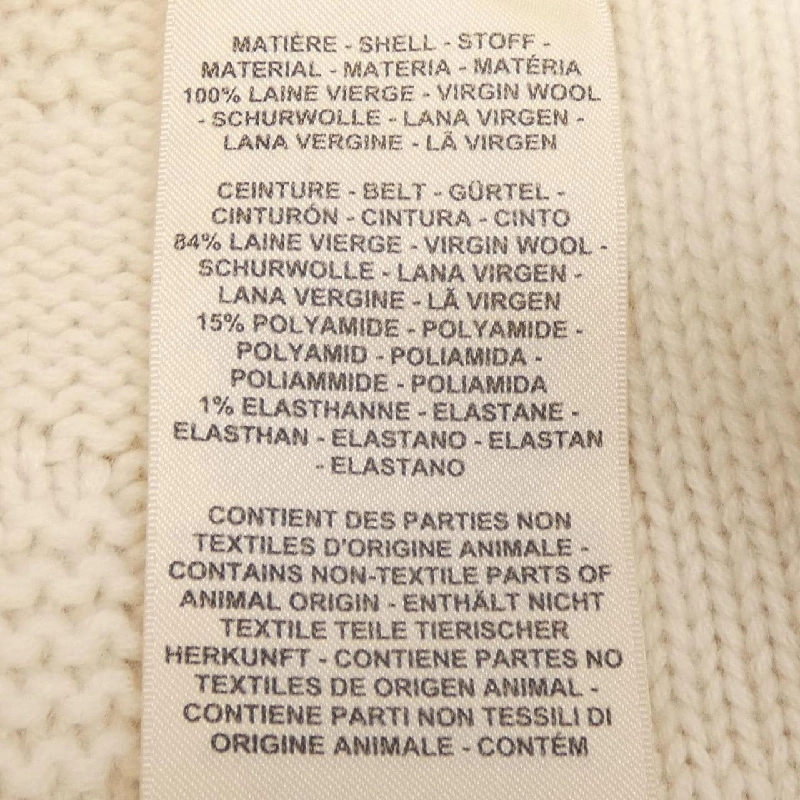 MATIÈRE - SHELL - STOFF -
MATERIAL - MATERIA - MATÉRIA
100% LAINE VIERGE - VIRGIN WOOL
- SCHURWOLLE - LANA VIRGEN -
LANA VERGINE - LÃ VIRGEN
CEINTURE - BELT - GÜRTEL -
CINTURÓN - CINTURA - CINTO
84% LAINE VIERGE - VIRGIN WOOL -
SCHURWOLLE - LANA VIRGEN -
LANA VERGINE - LÃ VIRGEN
15% POLYAMIDE - POLYAMIDE -
POLYAMID - POLIAMIDA -
POLIAMMIDE - POLIAMIDA
1% ELASTHANNE - ELASTANE -
ELASTHAN - ELASTANO - ELASTAN
- ELASTANO
CONTIENT DES PARTIES NON
TEXTILES D'ORIGINE ANIMALE -
CONTAINS NON-TEXTILE PARTS OF
ANIMAL ORIGIN - ENTHÄLT NICHT
TEXTILE TEILE TIERISCHER
HERKUNFT - CONTIENE PARTES NO
TEXTILES DE ORIGEN ANIMAL -
CONTIENE PARTI NON TESSILI DI
ORIGINE ANIMALE - CONTÉM